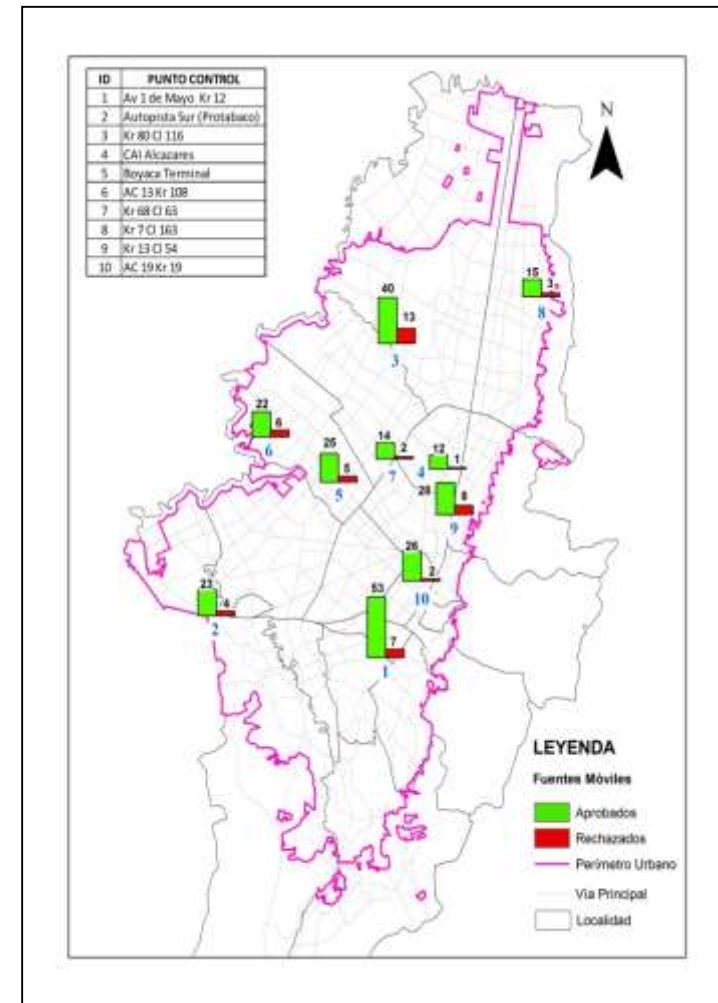 ID PUNTO CONTROL
1 Av 1 de Mayo Kr 12
2 Autopista Sur (Protabaco)
3 Kr 80 Cl 116
4 CAI Alcazares
5 Boyaca Terminal
6 AC 13 Kr 108
7 Kr 68 Cl 63
8 Kr 7 Cl 163
9 Kr 13 Cl 54
10 AC 19 Kr 19
N
15 3
8
40
13
3
22
6
6
25
5
5
14
2
7
12
1
4
28
8
9
26
2
10
23
4
2
53
7
1
LEYENDA
Fuentes Móviles
Aprobados
Rechazados
Perímetro Urbano
Vía Principal
Localidad